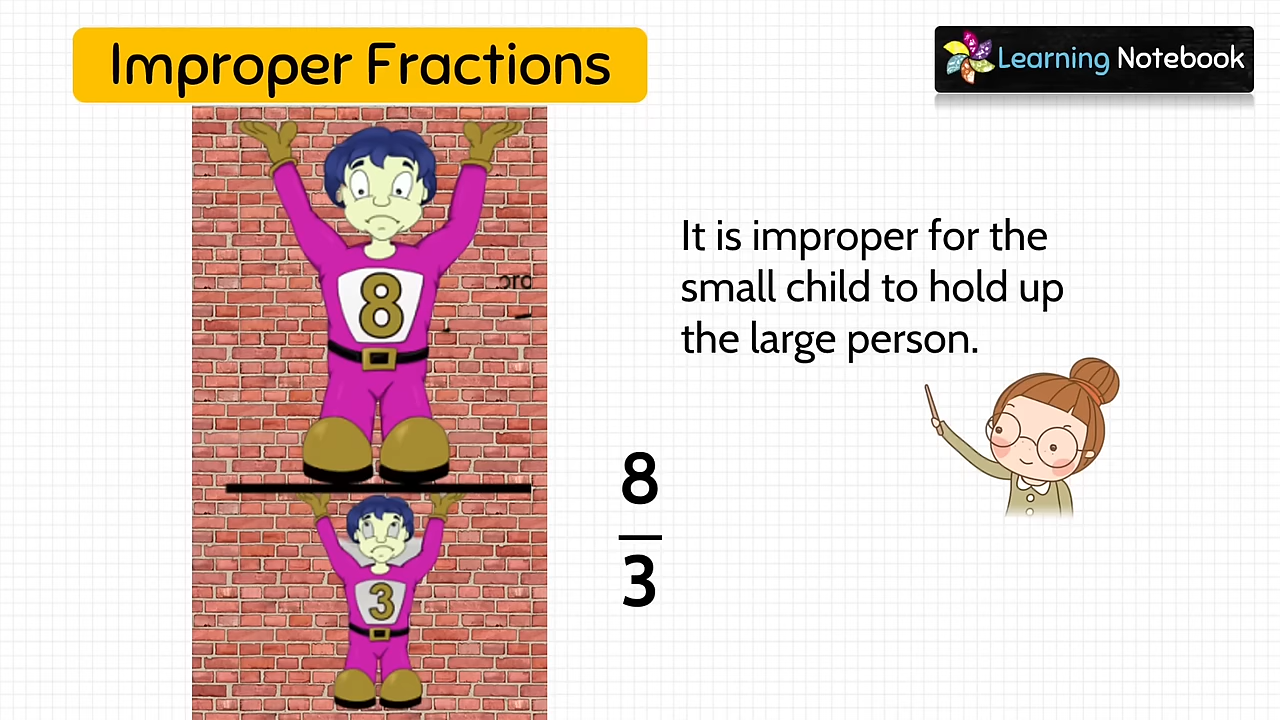 Improper Fractions
Learning Notebook
8
It is improper for the
small child to hold up
the large person.
8
3
3